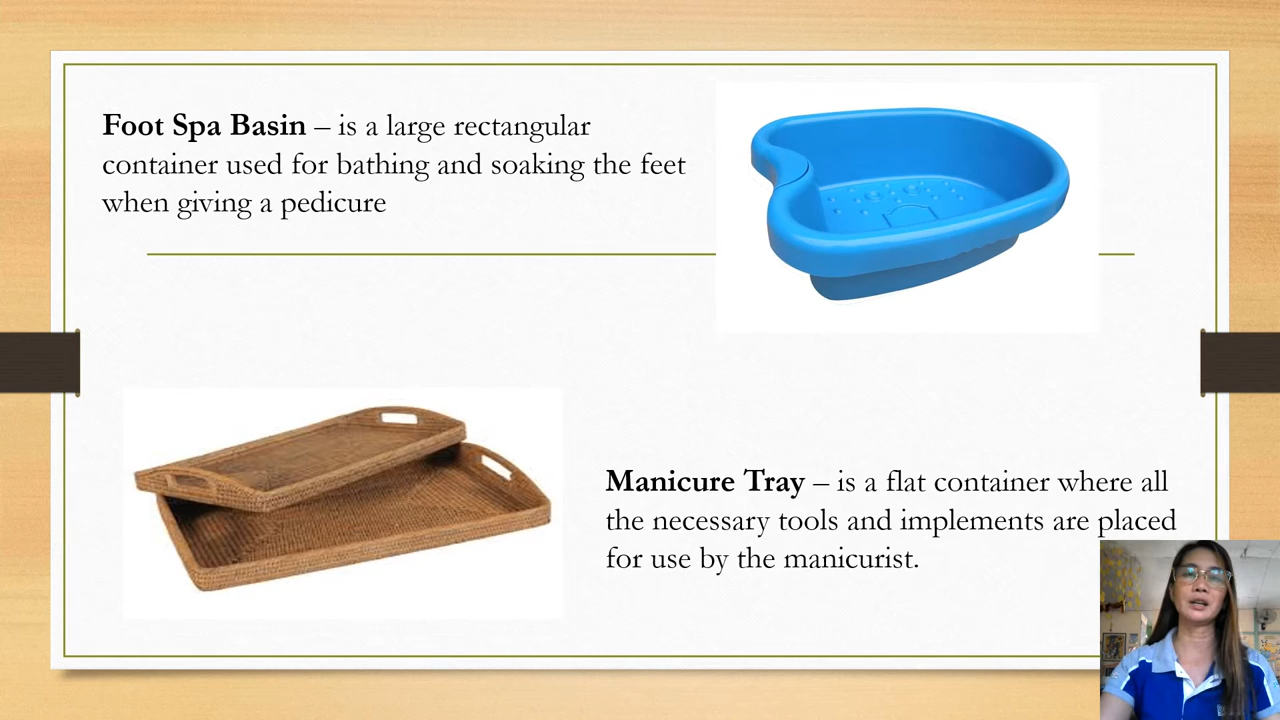 Foot Spa Basin – is a large rectangular
container used for bathing and soaking the feet
when giving a pedicure
Manicure Tray – is a flat container where all
the necessary tools and implements are placed
for use by the manicurist.